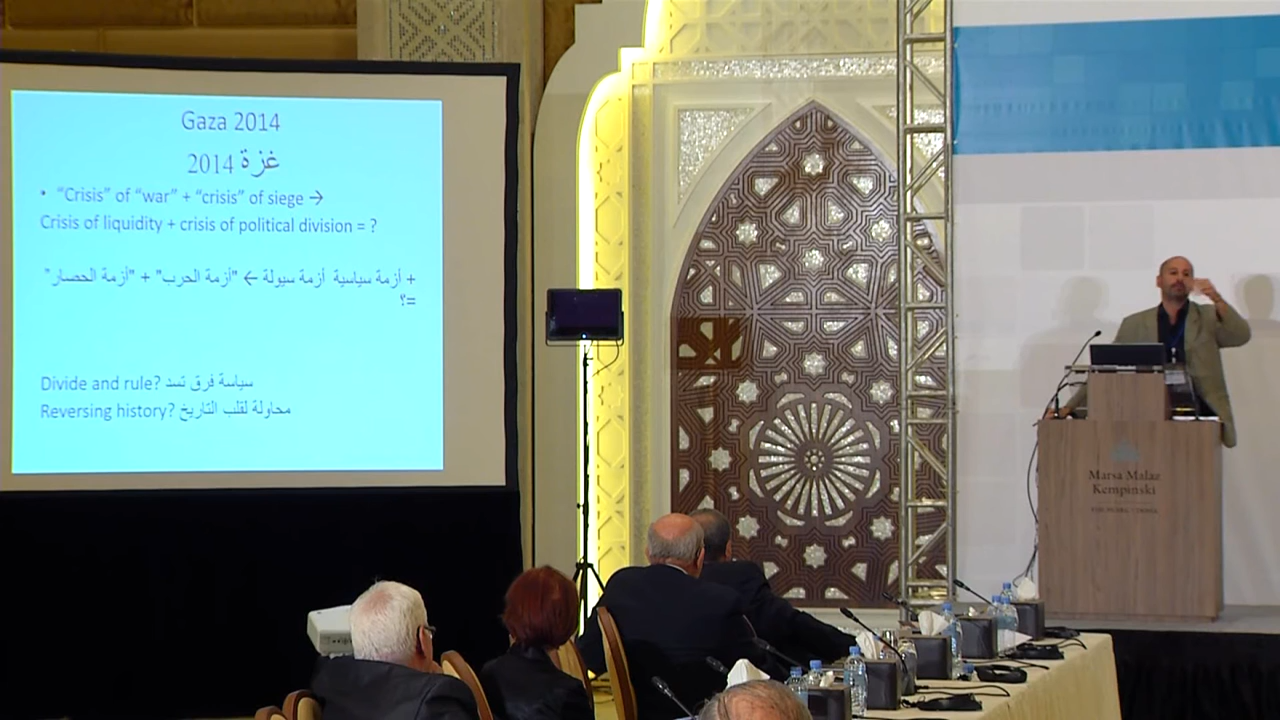 Gaza 2014
غزة 2014
• “Crisis” of “war” + “crisis” of siege →
Crisis of liquidity + crisis of political division = ?
+ أزمة سياسية أزمة سيولة ← "أزمة الحرب" + "أزمة الحصار"
=؟
Divide and rule? سياسة فرق تسد
Reversing history? محاولة لقلب التاريخ
Marsa Malaz
Kempinski